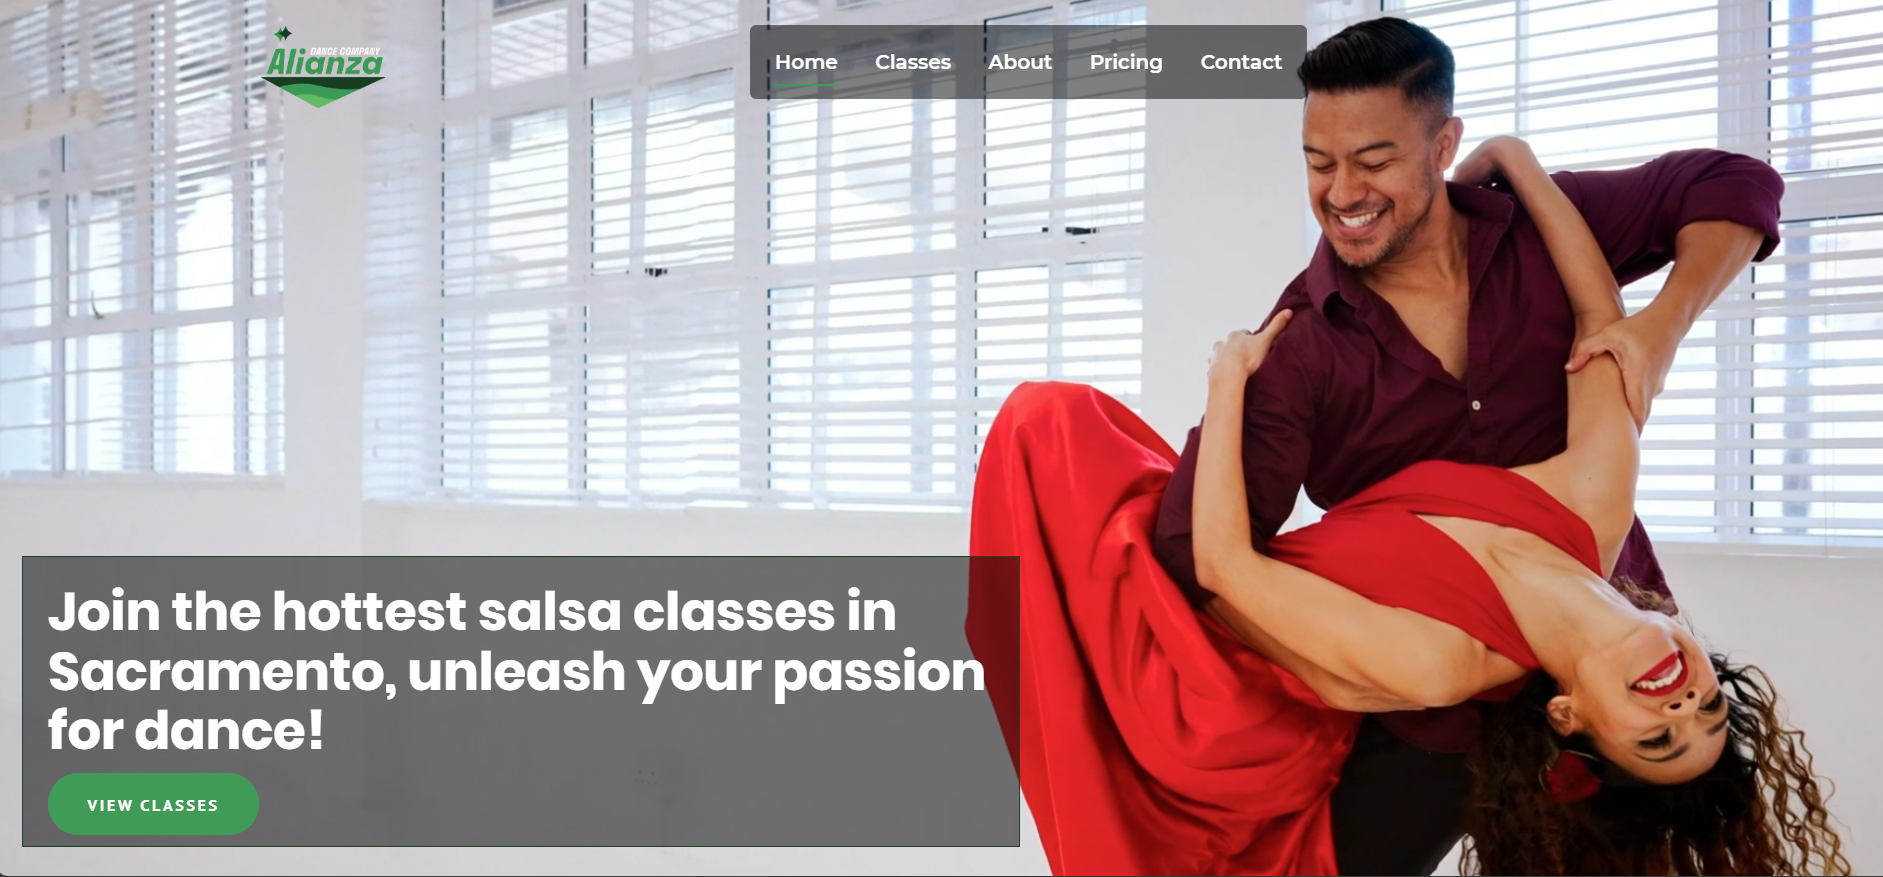 DANCE COMPANY
Alianza
Home Classes About Pricing Contact
Join the hottest salsa classes in
Sacramento, unleash your passion
for dance!
VIEW CLASSES